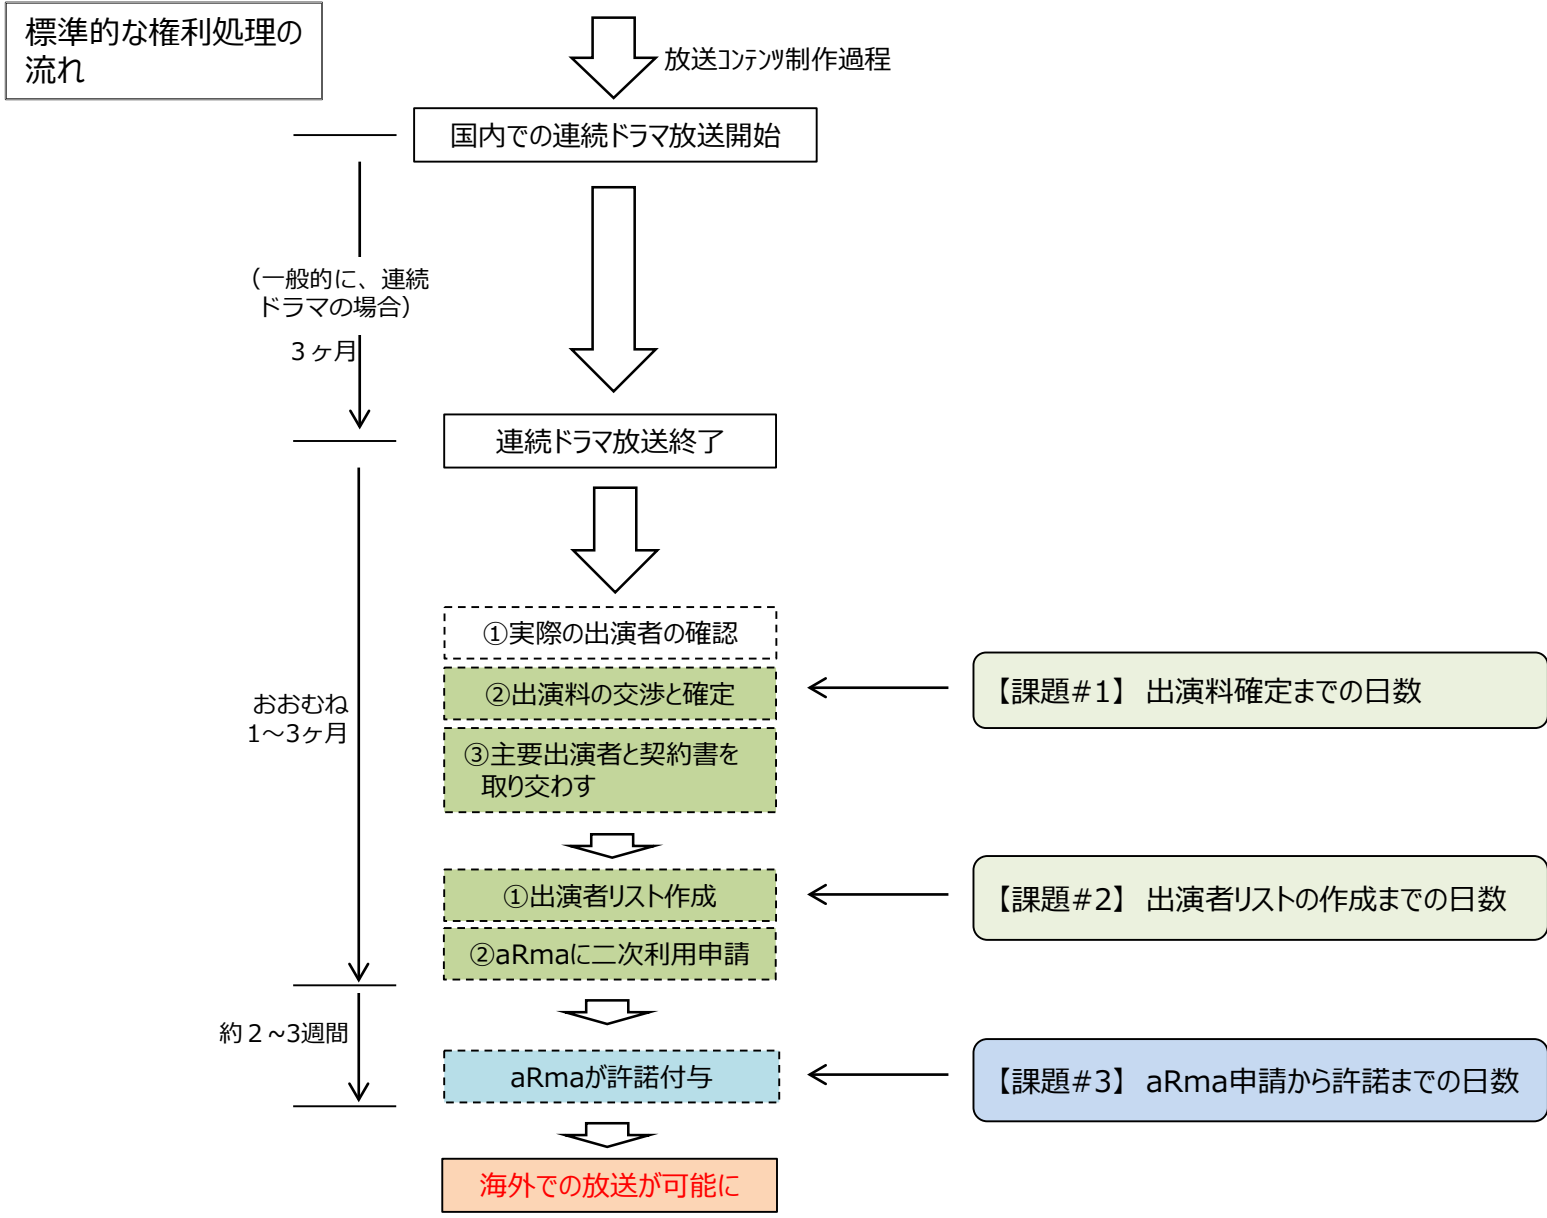 標準的な権利処理の
流れ
放送ｺﾝﾃﾝﾂ制作過程
国内での連続ドラマ放送開始
（一般的に、連続
ドラマの場合）
３ヶ月
連続ドラマ放送終了
①実際の出演者の確認
②出演料の交渉と確定
【課題#1】 出演料確定までの日数
おおむね
1～3ヶ月
③主要出演者と契約書を
取り交わす
①出演者リスト作成
【課題#2】 出演者リストの作成までの日数
②aRmaに二次利用申請
約２~3週間
aRmaが許諾付与
【課題#3】 aRma申請から許諾までの日数
海外での放送が可能に